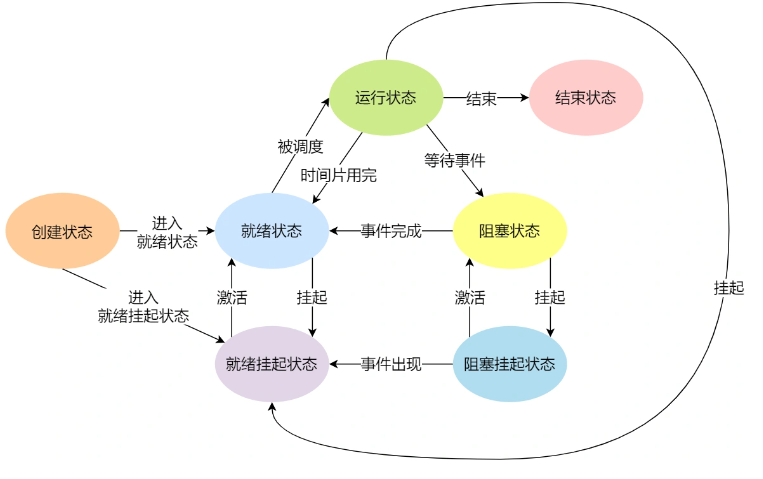 运行状态
结束
结束状态
被调度
时间片用完
等待事件
创建状态
进入
就绪状态
就绪状态
事件完成
阻塞状态
进入
就绪挂起状态
激活
挂起
激活
挂起
挂起
就绪挂起状态
事件出现
阻塞挂起状态